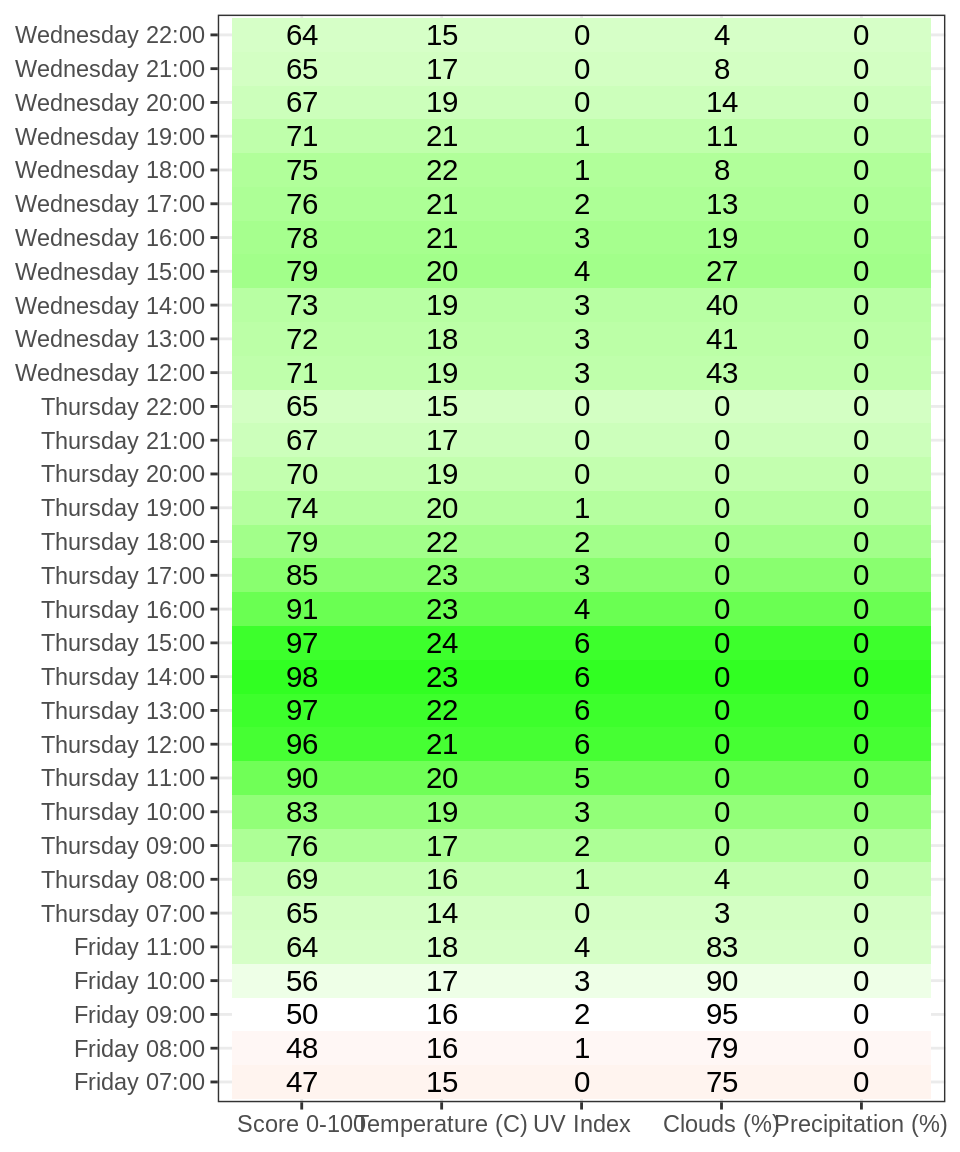 Wednesday 22:00 64 15 0 4 0
Wednesday 21:00 65 17 0 8 0
Wednesday 20:00 67 19 0 14 0
Wednesday 19:00 71 21 1 11 0
Wednesday 18:00 75 22 1 8 0
Wednesday 17:00 76 21 2 13 0
Wednesday 16:00 78 21 3 19 0
Wednesday 15:00 79 20 4 27 0
Wednesday 14:00 73 19 3 40 0
Wednesday 13:00 72 18 3 41 0
Wednesday 12:00 71 19 3 43 0
Thursday 22:00 65 15 0 0 0
Thursday 21:00 67 17 0 0 0
Thursday 20:00 70 19 0 0 0
Thursday 19:00 74 20 1 0 0
Thursday 18:00 79 22 2 0 0
Thursday 17:00 85 23 3 0 0
Thursday 16:00 91 23 4 0 0
Thursday 15:00 97 24 6 0 0
Thursday 14:00 98 23 6 0 0
Thursday 13:00 97 22 6 0 0
Thursday 12:00 96 21 6 0 0
Thursday 11:00 90 20 5 0 0
Thursday 10:00 83 19 3 0 0
Thursday 09:00 76 17 2 0 0
Thursday 08:00 69 16 1 4 0
Thursday 07:00 65 14 0 3 0
Friday 11:00 64 18 4 83 0
Friday 10:00 56 17 3 90 0
Friday 09:00 50 16 2 95 0
Friday 08:00 48 16 1 79 0
Friday 07:00 47 15 0 75 0
Score 0-100 Temperature (C) UV Index Clouds (%) Precipitation (%)